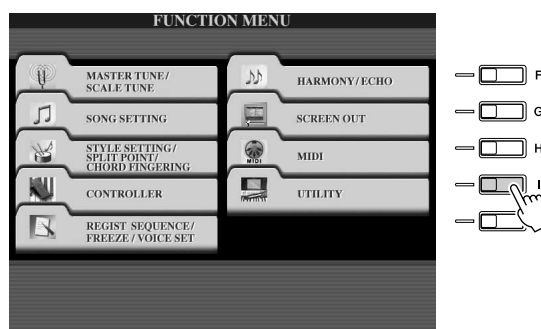 FUNCTION MENU
MASTER TUNE/
SCALE TUNE
SONG SETTING
STYLE SETTING/
SPLIT POINT/
CHORD FINGERING
CONTROLLER
REGIST SEQUENCE/
FREEZE/VOICE SET
HARMONY/ECHO
SCREEN OUT
MIDI
MIDI
UTILITY
F
G
H
I